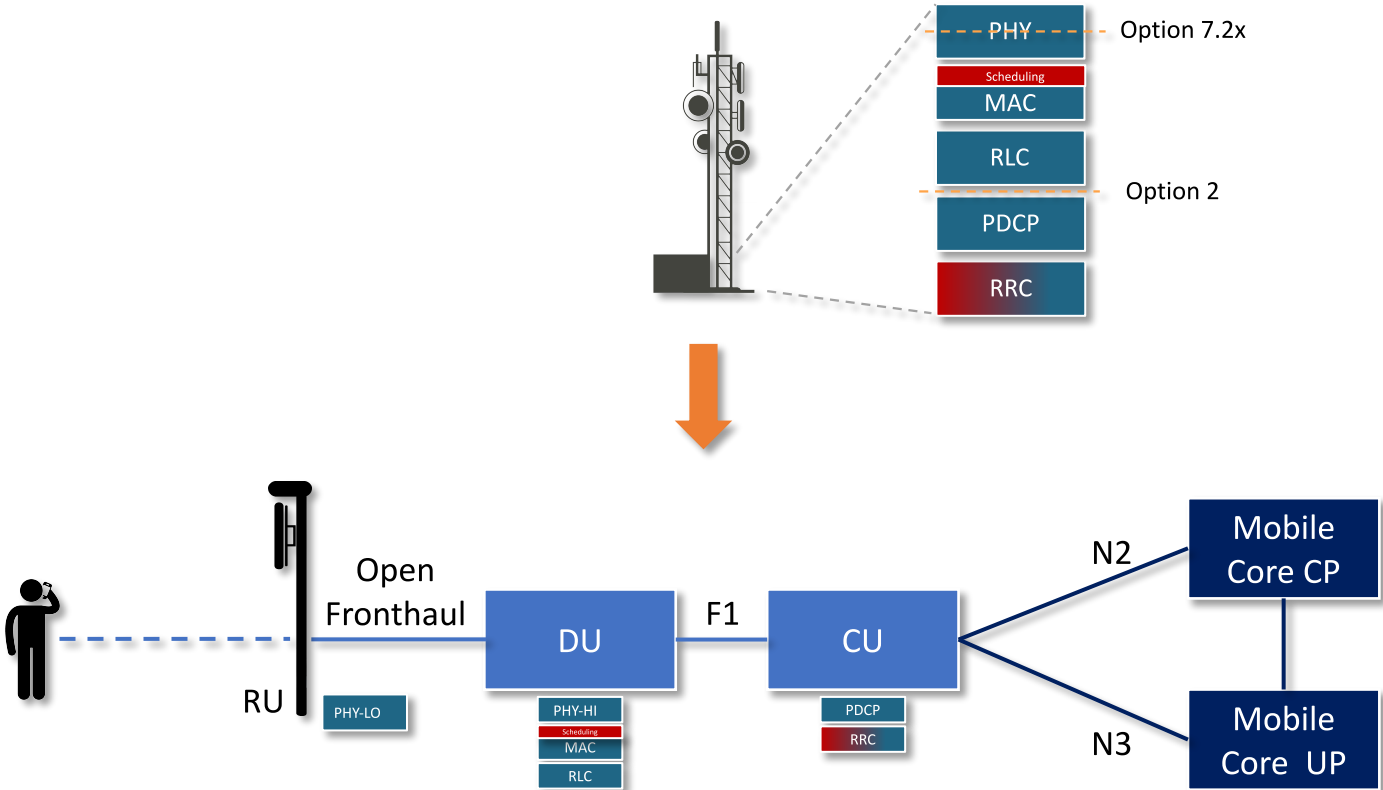 PHY
Option 7.2x
Scheduling
MAC
RLC
Option 2
PDCP
RRC
Open
Fronthaul
RU
PHY-LO
DU
PHY-HI
Scheduling
MAC
RLC
F1
CU
PDCP
RRC
N2
N3
Mobile
Core CP
Mobile
Core UP